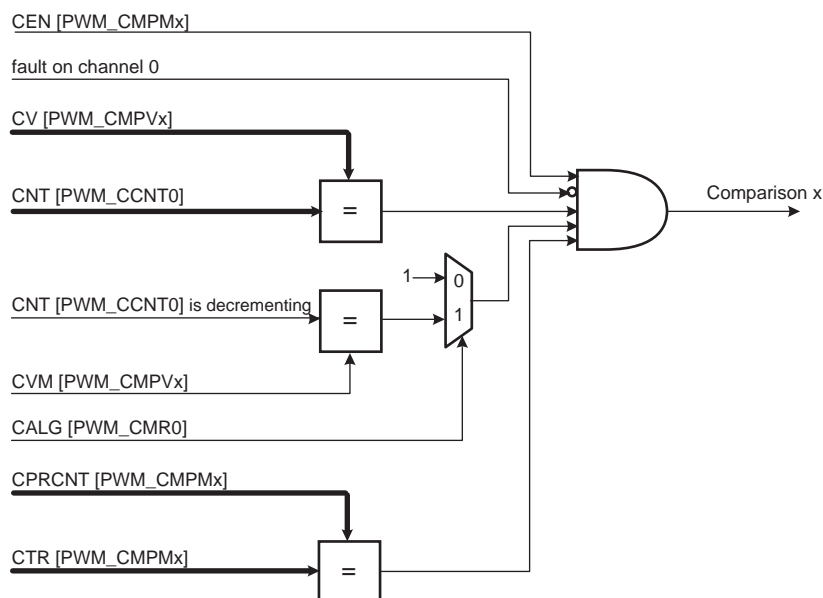 CEN [PWM_CMPMx]
fault on channel 0
CV [PWM_CMPVx]
CNT [PWM_CCNT0]
=
Comparison x
1
0
CNT [PWM_CCNT0] is decrementing
=
1
CVM [PWM_CMPVx]
CALG [PWM_CMR0]
CPRCNT [PWM_CMPMx]
CTR [PWM_CMPMx]
=